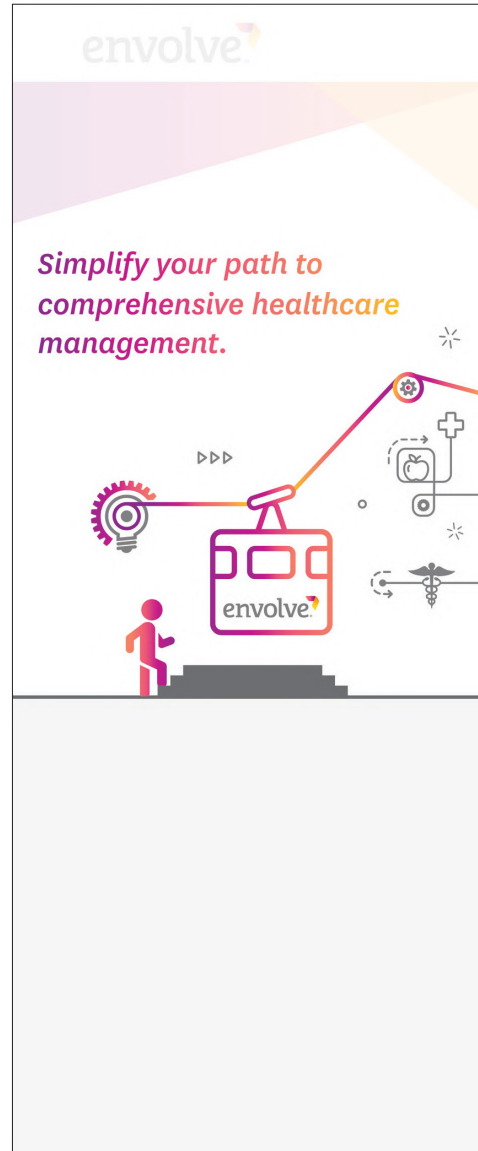 envolve
Simplify your path to
comprehensive healthcare
management.
envolve